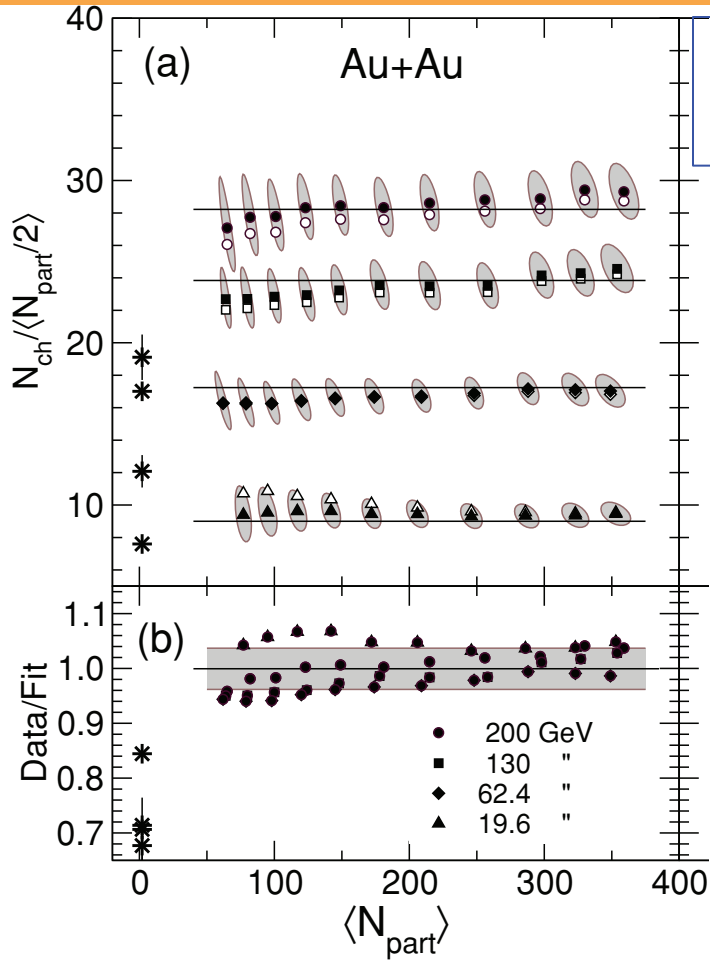 40
(a)
Au+Au
30
20
10
N_ch/⟨N_part/2⟩
(b)
1.1
1.0
0.9
0.8
0.7
Data/Fit
200 GeV
130 "
62.4 "
19.6 "
0 100 200 300 400
⟨N_part⟩